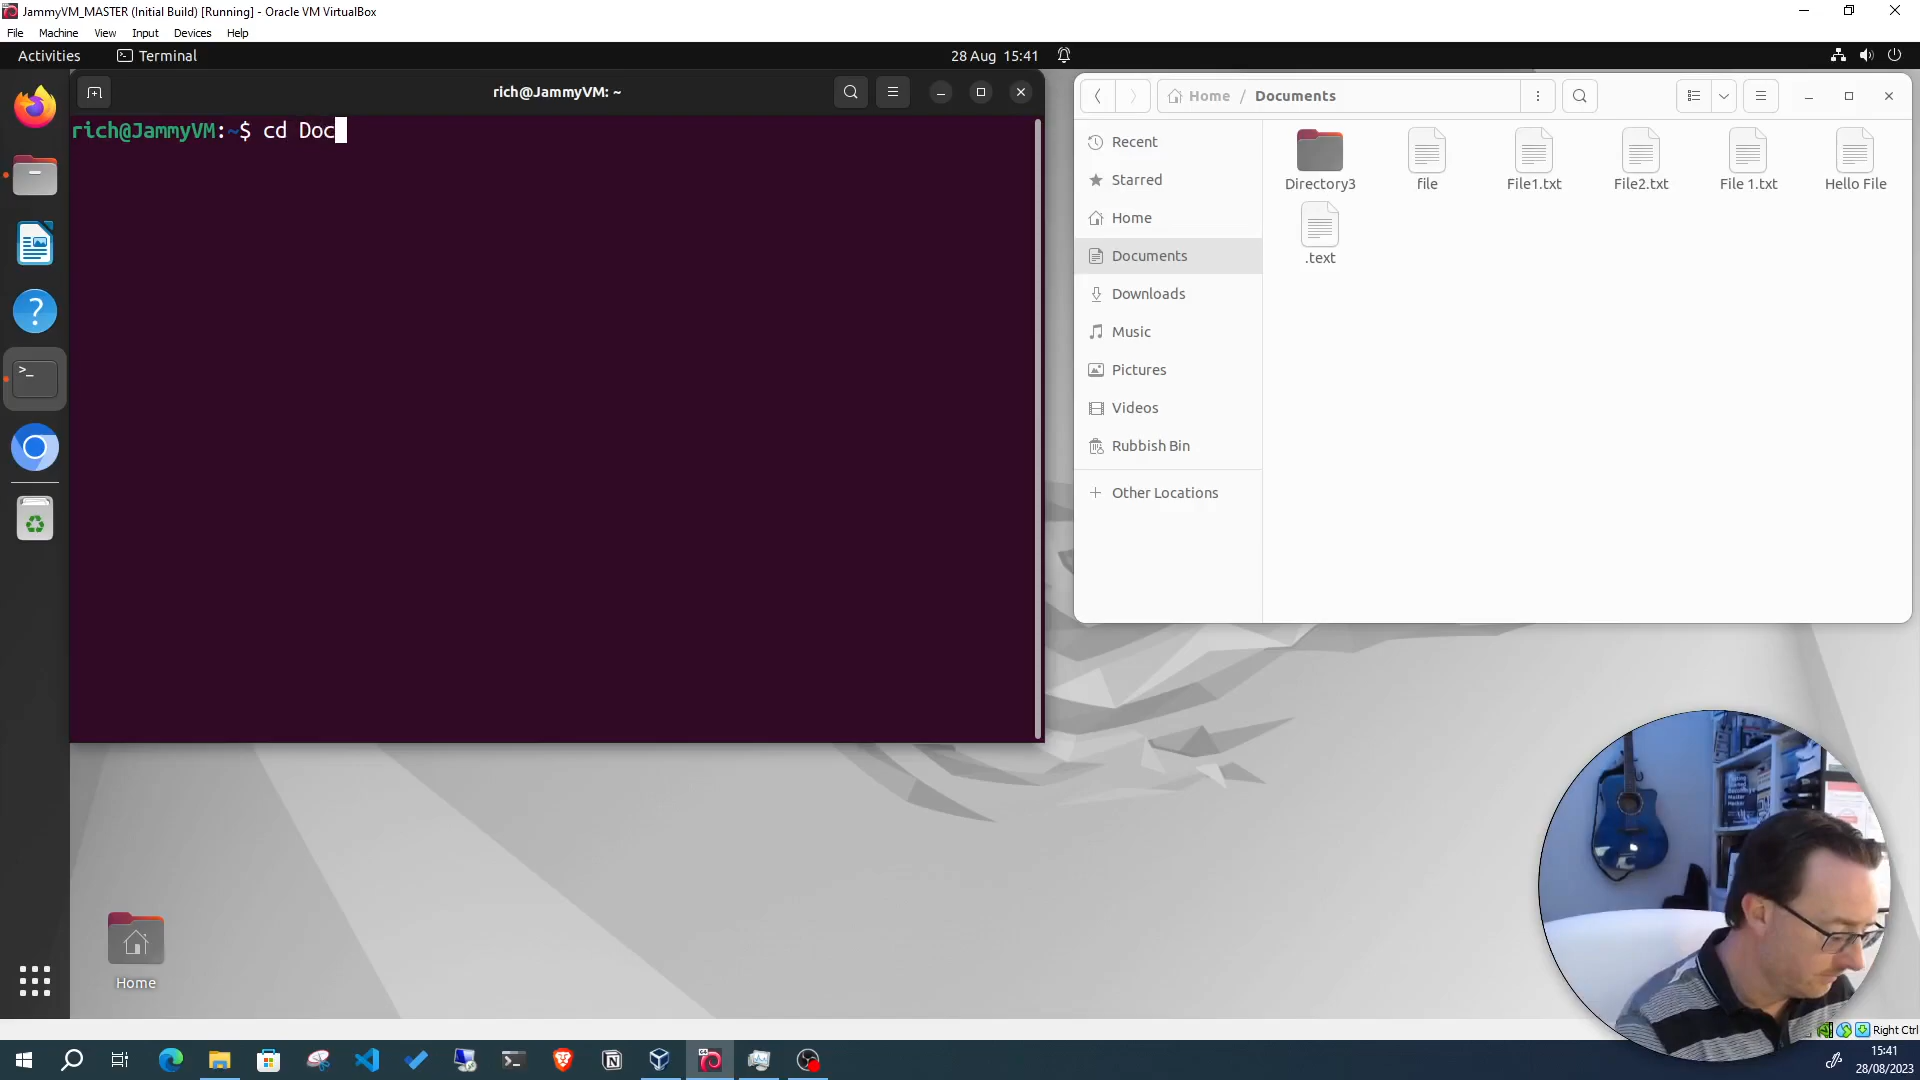 JammyVM_MASTER (Initial Build) [Running] - Oracle VM VirtualBox
File Machine View Input Devices Help
Activities Terminal 28 Aug 15:41
rich@JammyVM: ~
rich@JammyVM:~$ cd Doc
Home / Documents
Recent
Starred
Home
Documents
Downloads
Music
Pictures
Videos
Rubbish Bin
Other Locations
Directory3 file File1.txt File2.txt File 1.txt Hello File
.text
Home
Right Ctrl
15:41
28/08/2023